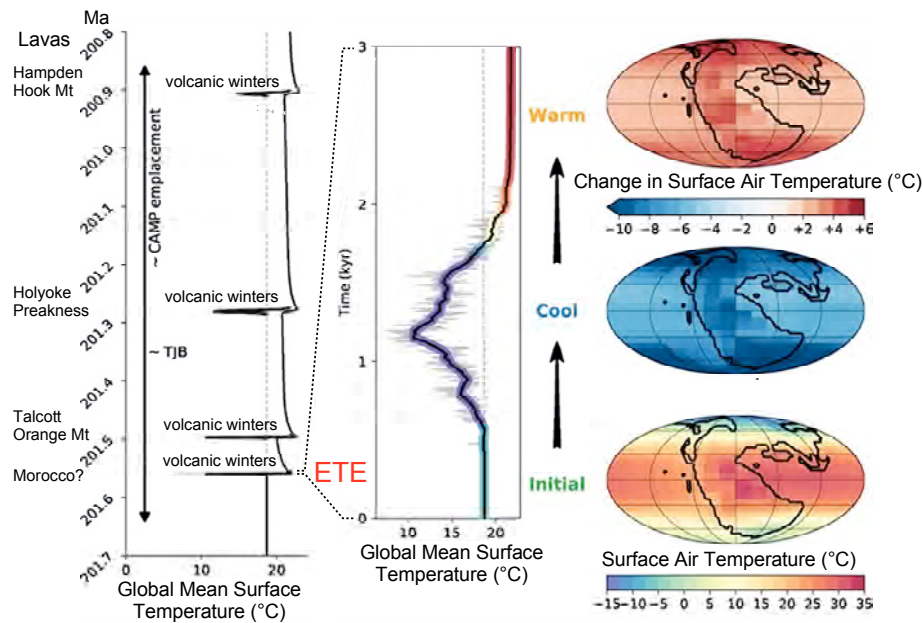 Ma
Lavas
200.8
Hampden
Hook Mt
volcanic winters
200.9
201.0
~ CAMP emplacement
201.1
201.2
Holyoke
Preakness
volcanic winters
201.3
~ TJB
201.4
Talcott
Orange Mt
volcanic winters
201.5
Morocco?
volcanic winters
ETE
201.6
201.7
10
20
Global Mean Surface
Temperature (°C)
3
2
1
0
Time (kyr)
10
15
20
Global Mean Surface
Temperature (°C)
Warm
Cool
Initial
Change in Surface Air Temperature (°C)
−10 −8 −6 −4 −2 0 +2 +4 +6
Surface Air Temperature (°C)
−15 −10 −5 0 5 10 15 20 25 30 35